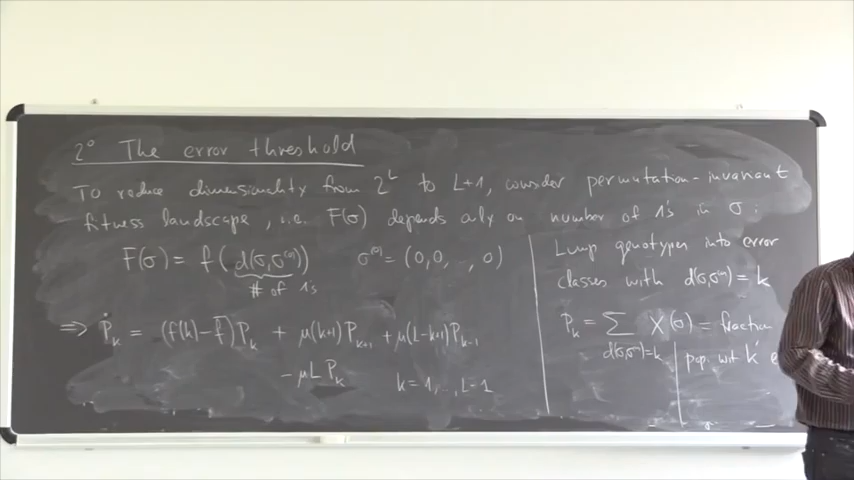 2° The error threshold
To reduce dimensionality from 2^L to L+1, consider permutation-invariant
fitness landscape, i.e. F(σ) depends only on number of 1's in σ:
F(σ) = f(d(σ,σ^(0))) σ^(0) = (0,0,..,0)
# of 1s
⇒ Ṗ_k = (f(k) - F̄)P_k + μ(k+1)P_{k+1} + μ(L-k+1)P_{k-1}
- μL P_k k=1,..,L-1
Lump genotypes into error
classes with d(σ,σ^(0)) = k
P_k = Σ X(σ) = fraction
d(σ,σ)=k pop. with k